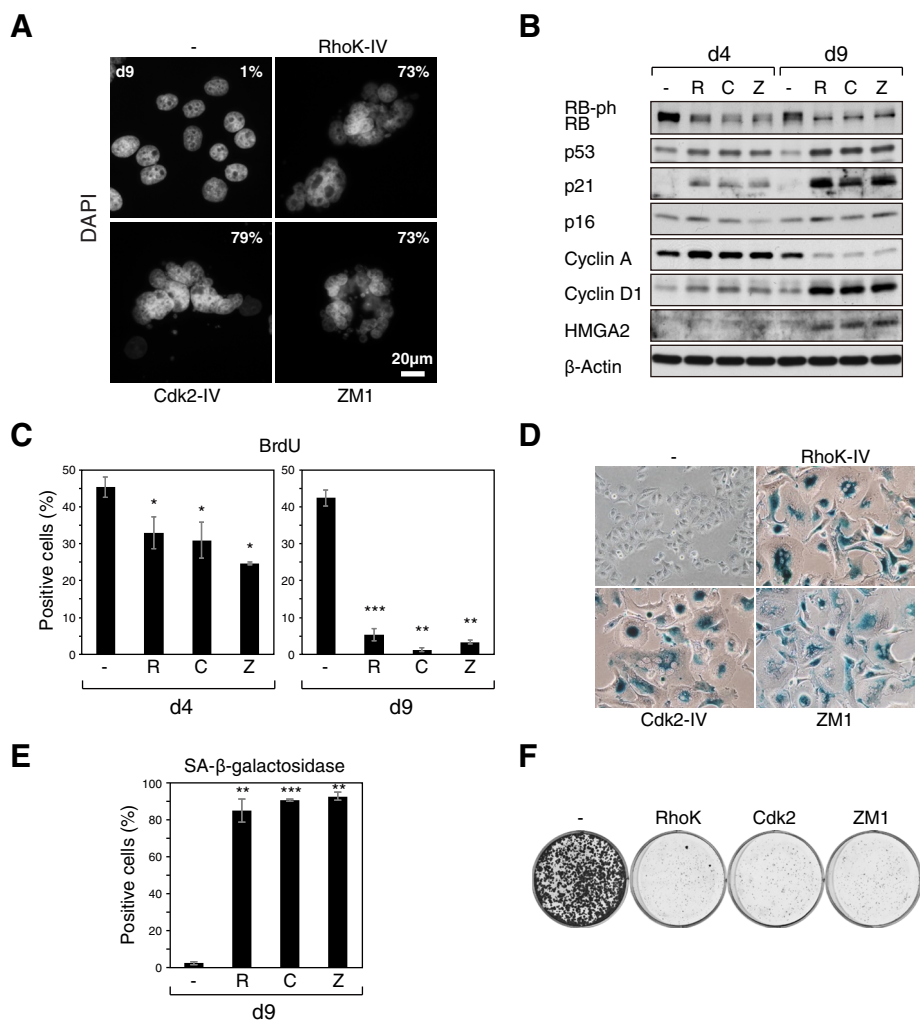 A
-
RhoK-IV
d9
1%
73%
DAPI
79%
73%
20μm
Cdk2-IV
ZM1
B
d4
d9
-
R
C
Z
-
R
C
Z
RB-ph
RB
p53
p21
p16
Cyclin A
Cyclin D1
HMGA2
β-Actin
C
BrdU
Positive cells (%)
50
40
30
20
10
0
*
*
*
-
R
C
Z
d4
50
40
30
20
10
0
***
**
**
-
R
C
Z
d9
D
-
RhoK-IV
Cdk2-IV
ZM1
E
SA-β-galactosidase
Positive cells (%)
100
80
60
40
20
0
**
***
**
-
R
C
Z
d9
F
-
RhoK
Cdk2
ZM1